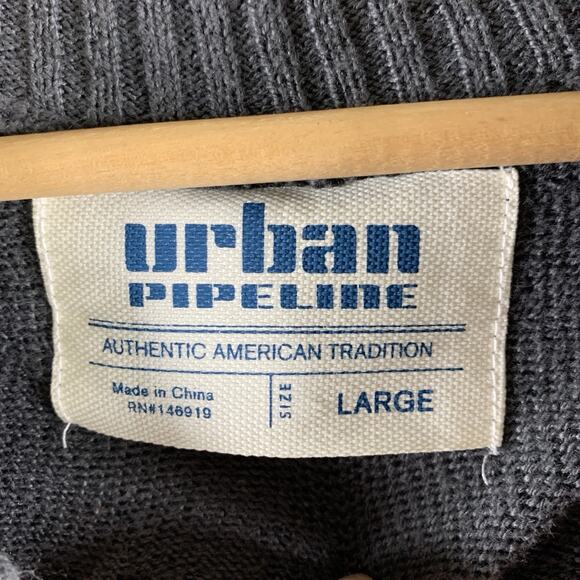 urban
PIPELINE
AUTHENTIC AMERICAN TRADITION
Made in China
RN#146919
SIZE
LARGE